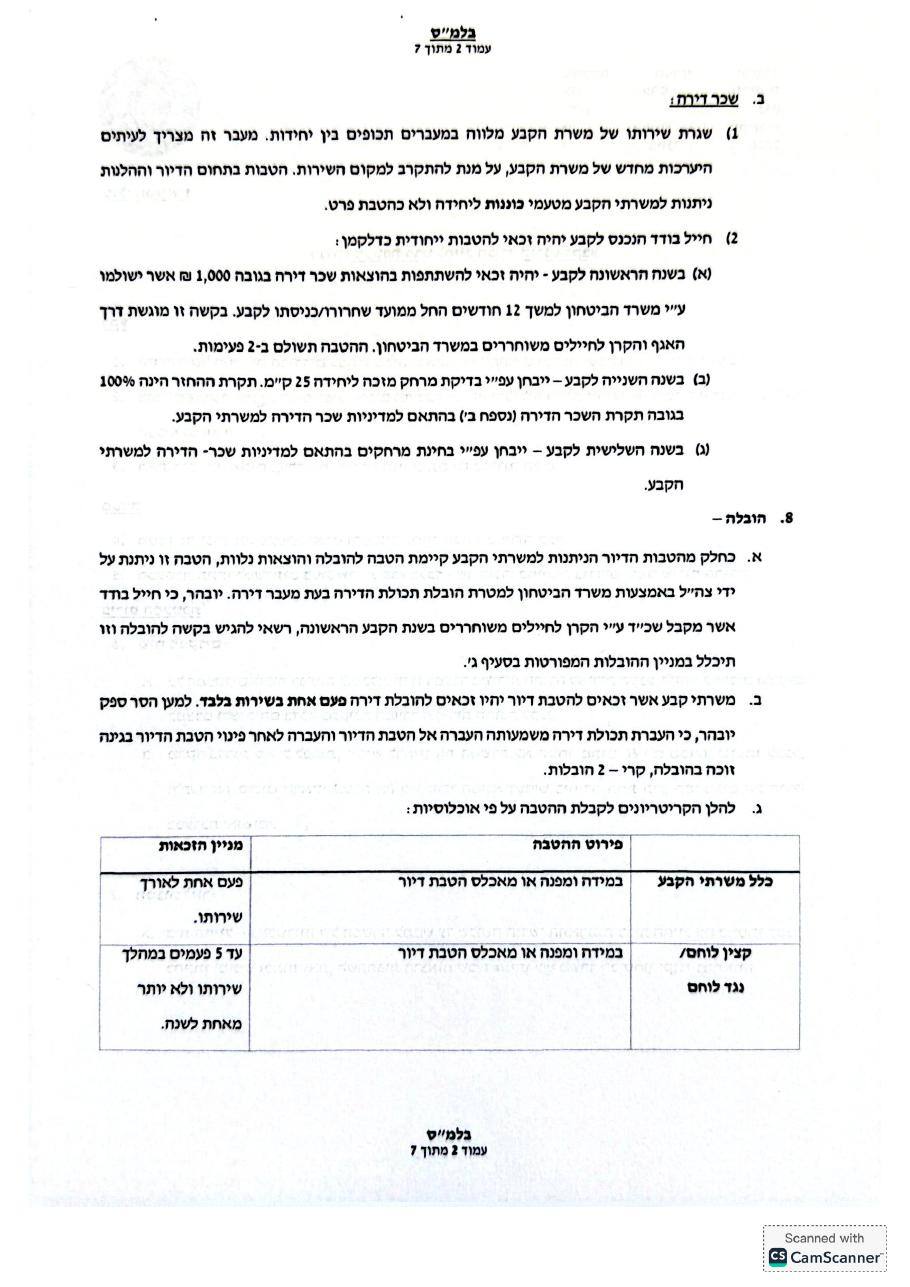 בלמ"ס
עמוד 2 מתוך 7
ב. שכר דירה:
1) שגרת שירותו של משרת הקבע מלווה במעברים תכופים בין יחידות. מעבר זה מצריך לעיתים
היערכות מחדש של משרת הקבע, על מנת להתקרב למקום השירות. הטבות בתחום הדיור וההלנות
ניתנות למשרתי הקבע מטעמי כוננות ליחידה ולא כהטבת פרט.
2) חייל בודד הנכנס לקבע יהיה זכאי להטבות ייחודית כדלקמן:
(א) בשנה הראשונה לקבע - יהיה זכאי להשתתפות בהוצאות שכר דירה בגובה 1,000 ₪ אשר ישולמו
ע"י משרד הביטחון למשך 12 חודשים החל ממועד שחרורו/כניסתו לקבע. בקשה זו מוגשת דרך
האגף והקרן לחיילים משוחררים במשרד הביטחון. ההטבה תשולם ב-2 פעימות.
(ב) בשנה השנייה לקבע – ייבחן עפ"י בדיקת מרחק מזכה ליחידה 25 ק"מ. תקרת ההחזר הינה 100%
בגובה תקרת השכר הדירה (נספח ב') בהתאם למדיניות שכר הדירה למשרתי הקבע.
(ג) בשנה השלישית לקבע – ייבחן עפ"י בחינת מרחקים בהתאם למדיניות שכר- הדירה למשרתי
הקבע.
8. הובלה –
א. כחלק מהטבות הדיור הניתנות למשרתי הקבע קיימת הטבה להובלה והוצאות נלוות, הטבה זו ניתנת על
ידי צה"ל באמצעות משרד הביטחון למטרת הובלת תכולת הדירה בעת מעבר דירה. יובהר, כי חייל בודד
אשר מקבל שכ"ד ע"י הקרן לחיילים משוחררים בשנת הקבע הראשונה, רשאי להגיש בקשה להובלה וזו
תיכלל במניין ההובלות המפורטות בסעיף ג'.
ב. משרתי קבע אשר זכאים להטבת דיור יהיו זכאים להובלת דירה פעם אחת בשירות בלבד. למען הסר ספק
יובהר, כי העברת תכולת דירה משמעותה העברה אל הטבת הדיור והעברה לאחר פינוי הטבת הדיור בגינה
זוכה בהובלה, קרי – 2 הובלות.
ג. להלן הקריטריונים לקבלת ההטבה על פי אוכלוסיות:
פירוט ההטבה מניין הזכאות
כלל משרתי הקבע במידה ומפנה או מאכלס הטבת דיור פעם אחת לאורך
שירותו.
קצין לוחם/ במידה ומפנה או מאכלס הטבת דיור עד 5 פעמים במהלך
נגד לוחם שירותו ולא יותר
מאחת לשנה.
בלמ"ס
עמוד 2 מתוך 7
Scanned with
CS CamScanner